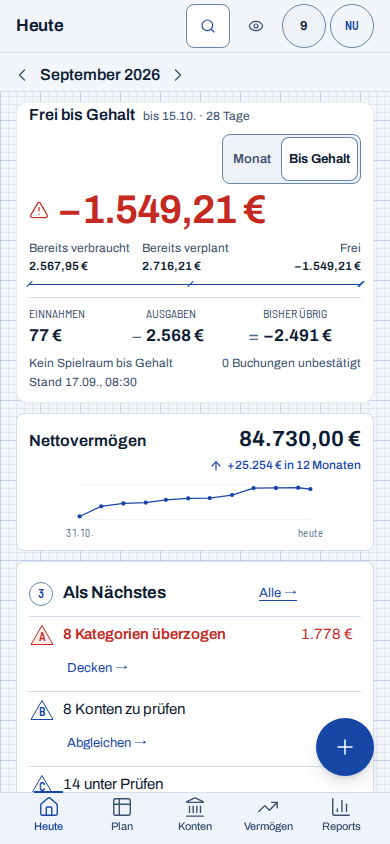 Heute
9
NU
September 2026
Frei bis Gehalt bis 15.10. · 28 Tage
Monat Bis Gehalt
−1.549,21 €
Bereits verbraucht Bereits verplant Frei
2.567,95 € 2.716,21 € −1.549,21 €
EINNAHMEN AUSGABEN BISHER ÜBRIG
77 € − 2.568 € = −2.491 €
Kein Spielraum bis Gehalt 0 Buchungen unbestätigt
Stand 17.09., 08:30
Nettovermögen 84.730,00 €
↑ +25.254 € in 12 Monaten
31.10. heute
3 Als Nächstes Alle →
A 8 Kategorien überzogen 1.778 €
Decken →
B 8 Konten zu prüfen
Abgleichen →
C 14 unter Prüfen
Heute Plan Konten Vermögen Reports